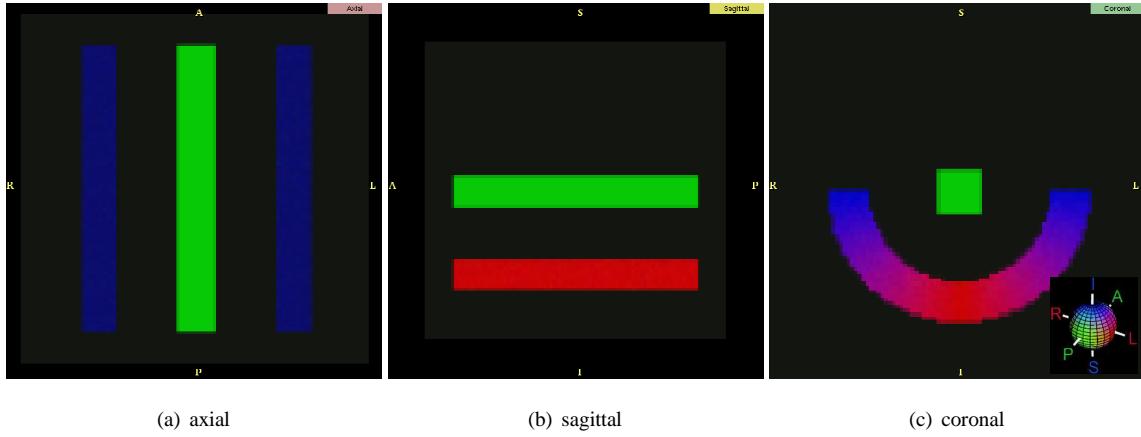 Axial
A
R
L
P
Sagittal
S
A
P
I
Coronal
S
R
L
I
I
A
R
L
P
S
(a) axial
(b) sagittal
(c) coronal